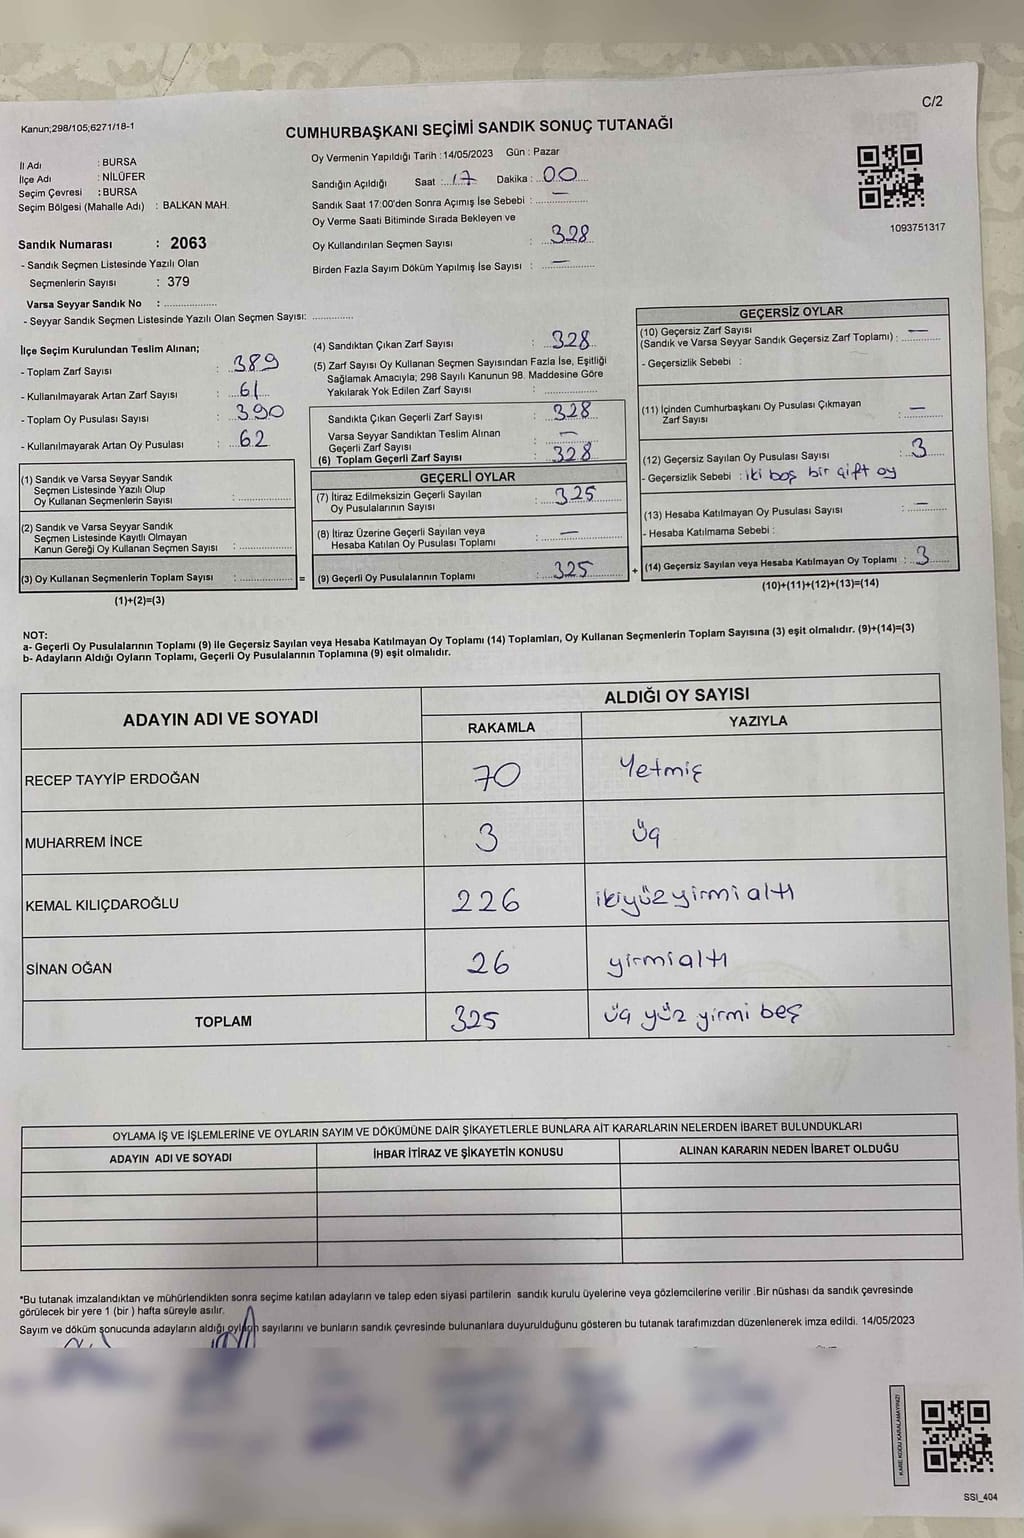 C/2
Kanun;298/105;6271/18-1
CUMHURBAŞKANI SEÇİMİ SANDIK SONUÇ TUTANAĞI
İl Adı : BURSA
İlçe Adı : NİLÜFER
Seçim Çevresi : BURSA
Seçim Bölgesi (Mahalle Adı) : BALKAN MAH.
Oy Vermenin Yapıldığı Tarih :14/05/2023 Gün : Pazar
Sandığın Açıldığı Saat : 17 Dakika : 00
Sandık Saat 17:00'den Sonra Açımış İse Sebebi : —
Oy Verme Saati Bitiminde Sırada Bekleyen ve
Oy Kullandırılan Seçmen Sayısı : 328
Birden Fazla Sayım Döküm Yapılmış İse Sayısı : —
1093751317
Sandık Numarası : 2063
- Sandık Seçmen Listesinde Yazılı Olan
Seçmenlerin Sayısı : 379
Varsa Seyyar Sandık No : ..................
- Seyyar Sandık Seçmen Listesinde Yazılı Olan Seçmen Sayısı: ..............
İlçe Seçim Kurulundan Teslim Alınan;
- Toplam Zarf Sayısı : 389
- Kullanılmayarak Artan Zarf Sayısı : 61
- Toplam Oy Pusulası Sayısı : 390
- Kullanılmayarak Artan Oy Pusulası : 62
(1) Sandık ve Varsa Seyyar Sandık
Seçmen Listesinde Yazılı Olup
Oy Kullanan Seçmenlerin Sayısı : ..............
(2) Sandık ve Varsa Seyyar Sandık
Seçmen Listesinde Kayıtlı Olmayan
Kanun Gereği Oy Kullanan Seçmen Sayısı : ..............
(3) Oy Kullanan Seçmenlerin Toplam Sayısı : .............. =
(1)+(2)=(3)
(4) Sandıktan Çıkan Zarf Sayısı : 328
(5) Zarf Sayısı Oy Kullanan Seçmen Sayısından Fazla İse, Eşitliği
Sağlamak Amacıyla; 298 Sayılı Kanunun 98. Maddesine Göre
Yakılarak Yok Edilen Zarf Sayısı : ..............
Sandıkta Çıkan Geçerli Zarf Sayısı : 328
Varsa Seyyar Sandıktan Teslim Alınan
Geçerli Zarf Sayısı : —
(6) Toplam Geçerli Zarf Sayısı : 328
GEÇERLİ OYLAR
(7) İtiraz Edilmeksizin Geçerli Sayılan
Oy Pusulalarının Sayısı : 325
(8) İtiraz Üzerine Geçerli Sayılan veya
Hesaba Katılan Oy Pusulası Toplamı : —
(9) Geçerli Oy Pusulalarının Toplamı : 325 +
GEÇERSİZ OYLAR
(10) Geçersiz Zarf Sayısı
(Sandık ve Varsa Seyyar Sandık Geçersiz Zarf Toplamı) : —
- Geçersizlik Sebebi :
(11) İçinden Cumhurbaşkanı Oy Pusulası Çıkmayan
Zarf Sayısı : —
(12) Geçersiz Sayılan Oy Pusulası Sayısı : 3
- Geçersizlik Sebebi : iki boş bir çift oy
(13) Hesaba Katılmayan Oy Pusulası Sayısı : —
- Hesaba Katılmama Sebebi :
(14) Geçersiz Sayılan veya Hesaba Katılmayan Oy Toplamı : 3
(10)+(11)+(12)+(13)=(14)
NOT:
a- Geçerli Oy Pusulalarının Toplamı (9) ile Geçersiz Sayılan veya Hesaba Katılmayan Oy Toplamı (14) Toplamları, Oy Kullanan Seçmenlerin Toplam Sayısına (3) eşit olmalıdır. (9)+(14)=(3)
b- Adayların Aldığı Oyların Toplamı, Geçerli Oy Pusulalarının Toplamına (9) eşit olmalıdır.
ADAYIN ADI VE SOYADI
ALDIĞI OY SAYISI
RAKAMLA YAZIYLA
RECEP TAYYİP ERDOĞAN 70 Yetmiş
MUHARREM İNCE 3 üç
KEMAL KILIÇDAROĞLU 226 ikiyüzyirmialtı
SİNAN OĞAN 26 yirmialtı
TOPLAM 325 üç yüz yirmi beş
OYLAMA İŞ VE İŞLEMLERİNE VE OYLARIN SAYIM VE DÖKÜMÜNE DAİR ŞİKAYETLERLE BUNLARA AİT KARARLARIN NELERDEN İBARET BULUNDUKLARI
ADAYIN ADI VE SOYADI İHBAR İTİRAZ VE ŞİKAYETİN KONUSU ALINAN KARARIN NEDEN İBARET OLDUĞU
*Bu tutanak imzalandıktan ve mühürlendikten sonra seçime katılan adayların ve talep eden siyasi partilerin sandık kurulu üyelerine veya gözlemcilerine verilir .Bir nüshası da sandık çevresinde
görülecek bir yere 1 (bir ) hafta süreyle asılır.
Sayım ve döküm sonucunda adayların aldığı oyların sayılarını ve bunların sandık çevresinde bulunanlara duyurulduğunu gösteren bu tutanak tarafımızdan düzenlenerek imza edildi. 14/05/2023
KARE KODU KARALAMAYINIZ!
SSI_404